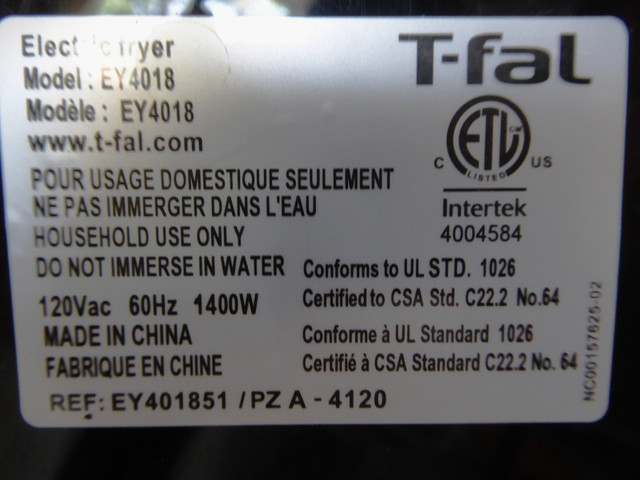 Electric fryer
Model: EY4018
Modèle: EY4018
www.t-fal.com
T-fal
ETL
CM
LISTED
C US
Intertek
4004584
POUR USAGE DOMESTIQUE SEULEMENT
NE PAS IMMERGER DANS L'EAU
HOUSEHOLD USE ONLY
DO NOT IMMERSE IN WATER
120Vac 60Hz 1400W
MADE IN CHINA
FABRIQUE EN CHINE
Conforms to UL STD. 1026
Certified to CSA Std. C22.2 No.64
Conforme à UL Standard 1026
Certifié à CSA Standard C22.2 No. 64
REF: EY401851 / PZ A - 4120
NC00157625-02